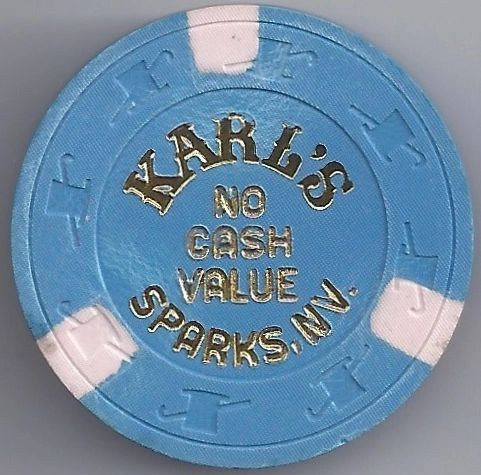 KARL'S
NO
CASH
VALUE
SPARKS, NV.